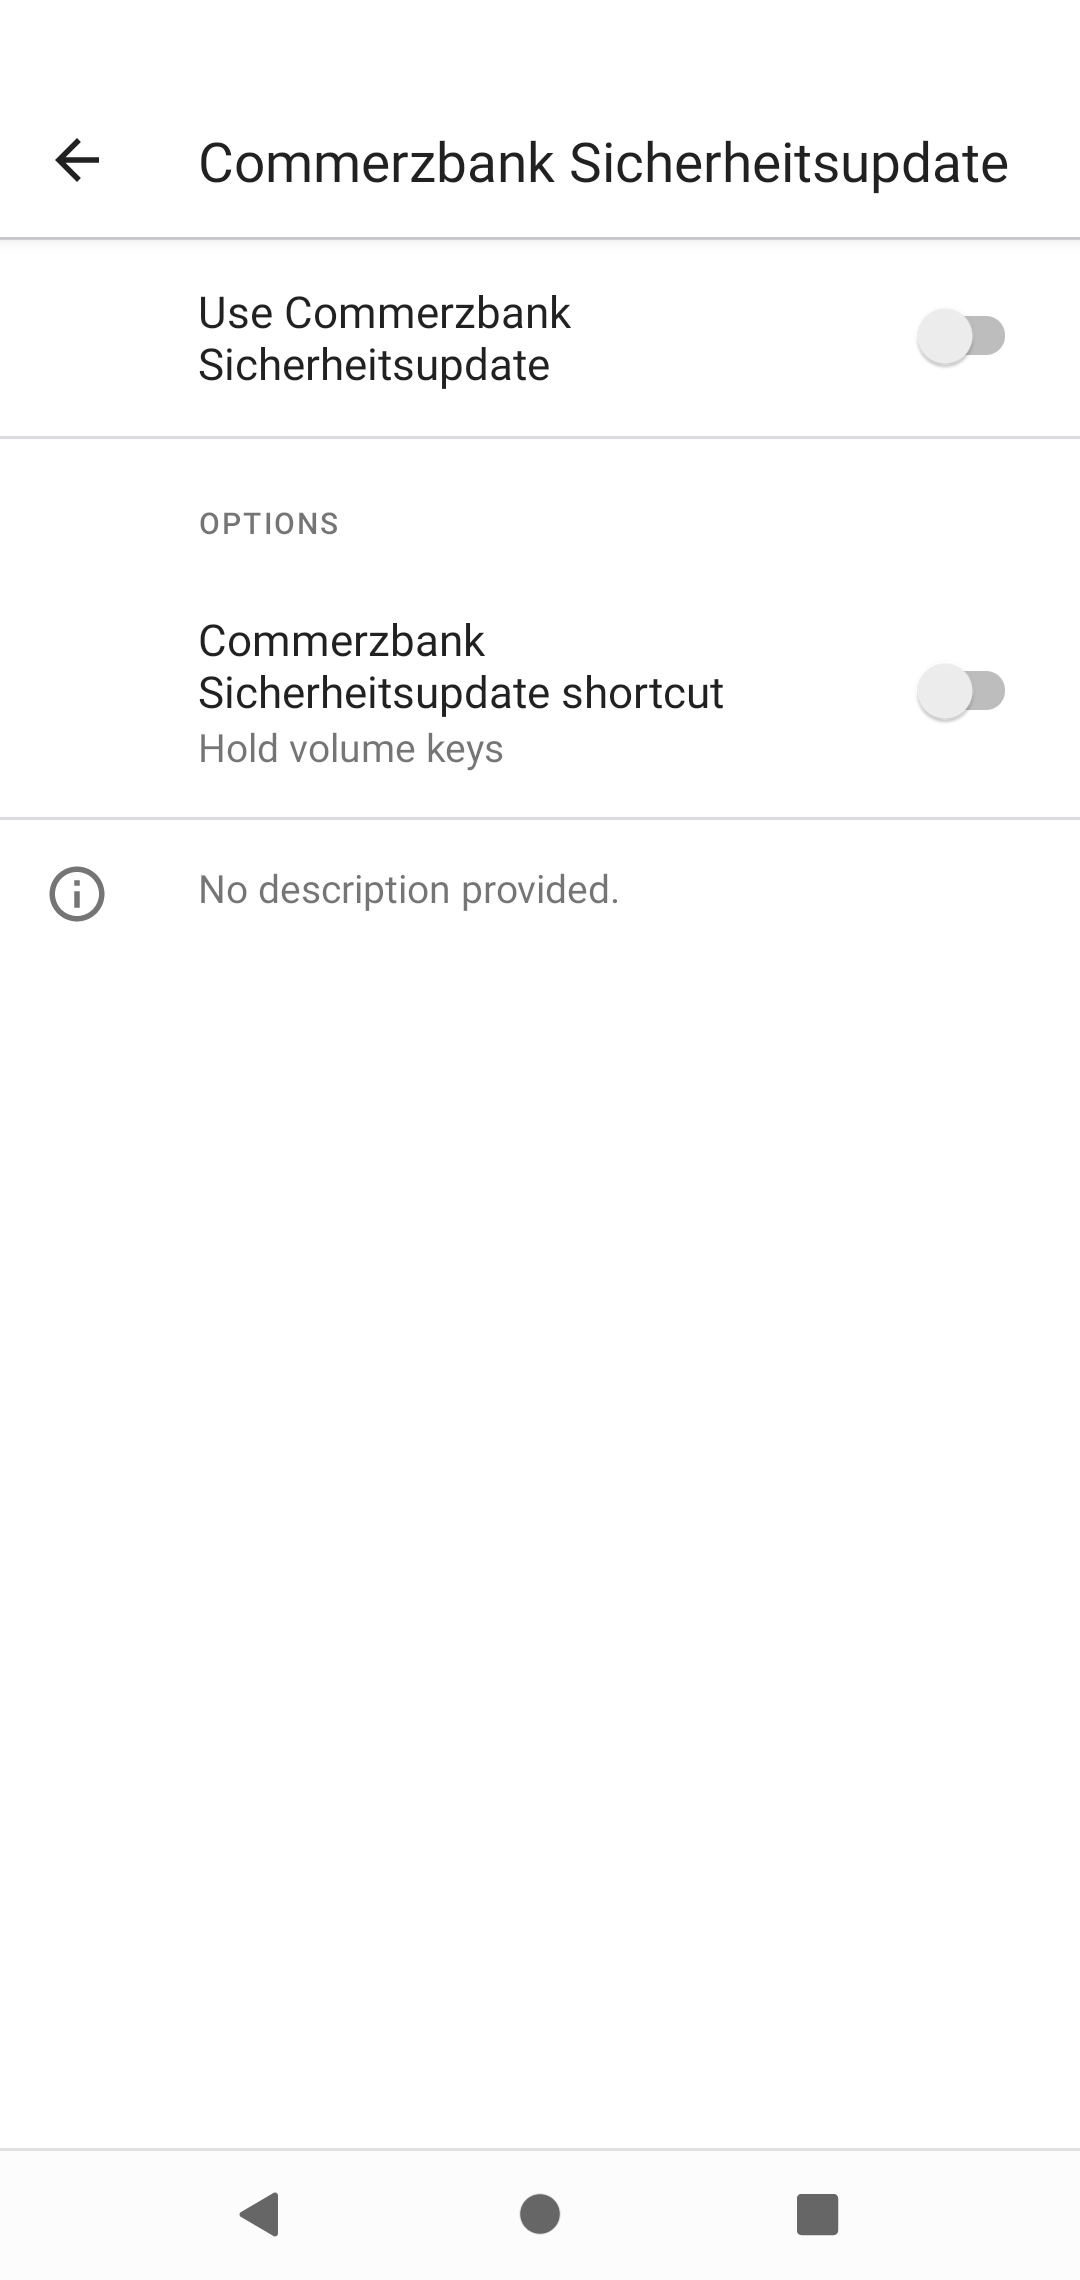 Commerzbank Sicherheitsupdate
Use Commerzbank
Sicherheitsupdate
OPTIONS
Commerzbank
Sicherheitsupdate shortcut
Hold volume keys
No description provided.